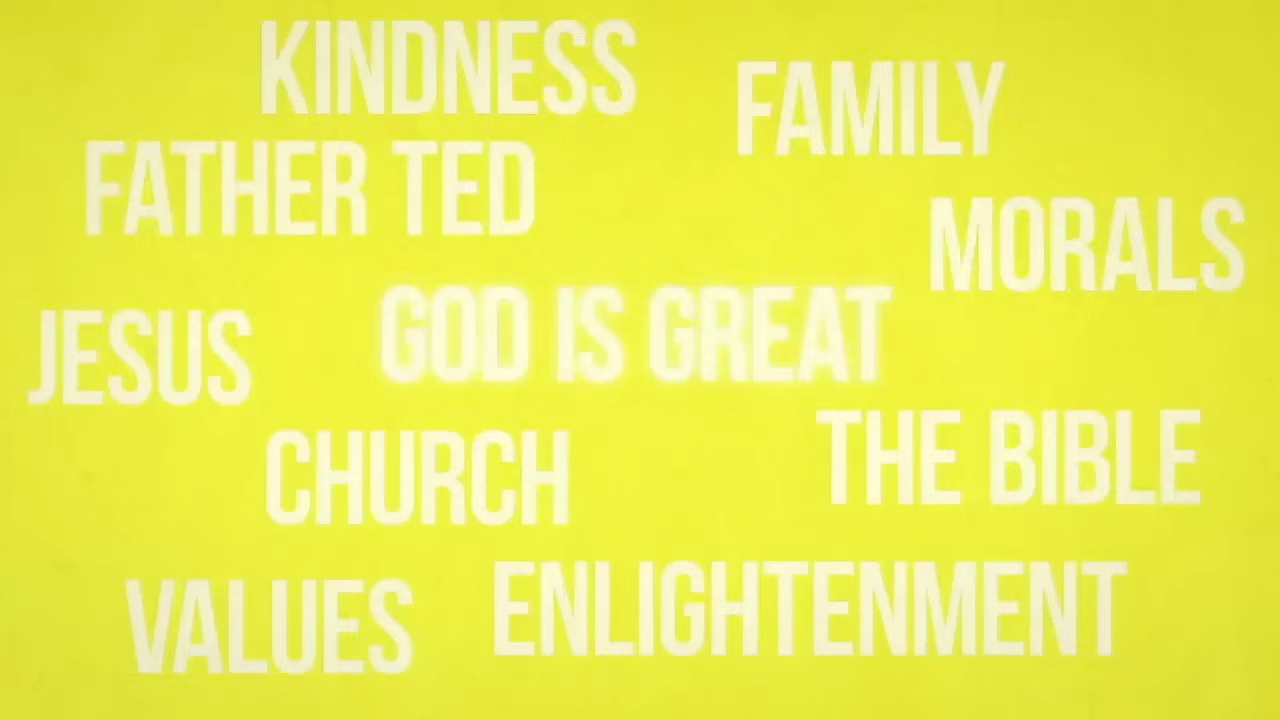 KINDNESS
FAMILY
FATHER TED
MORALS
GOD IS GREAT
JESUS
THE BIBLE
CHURCH
ENLIGHTENMENT
VALUES